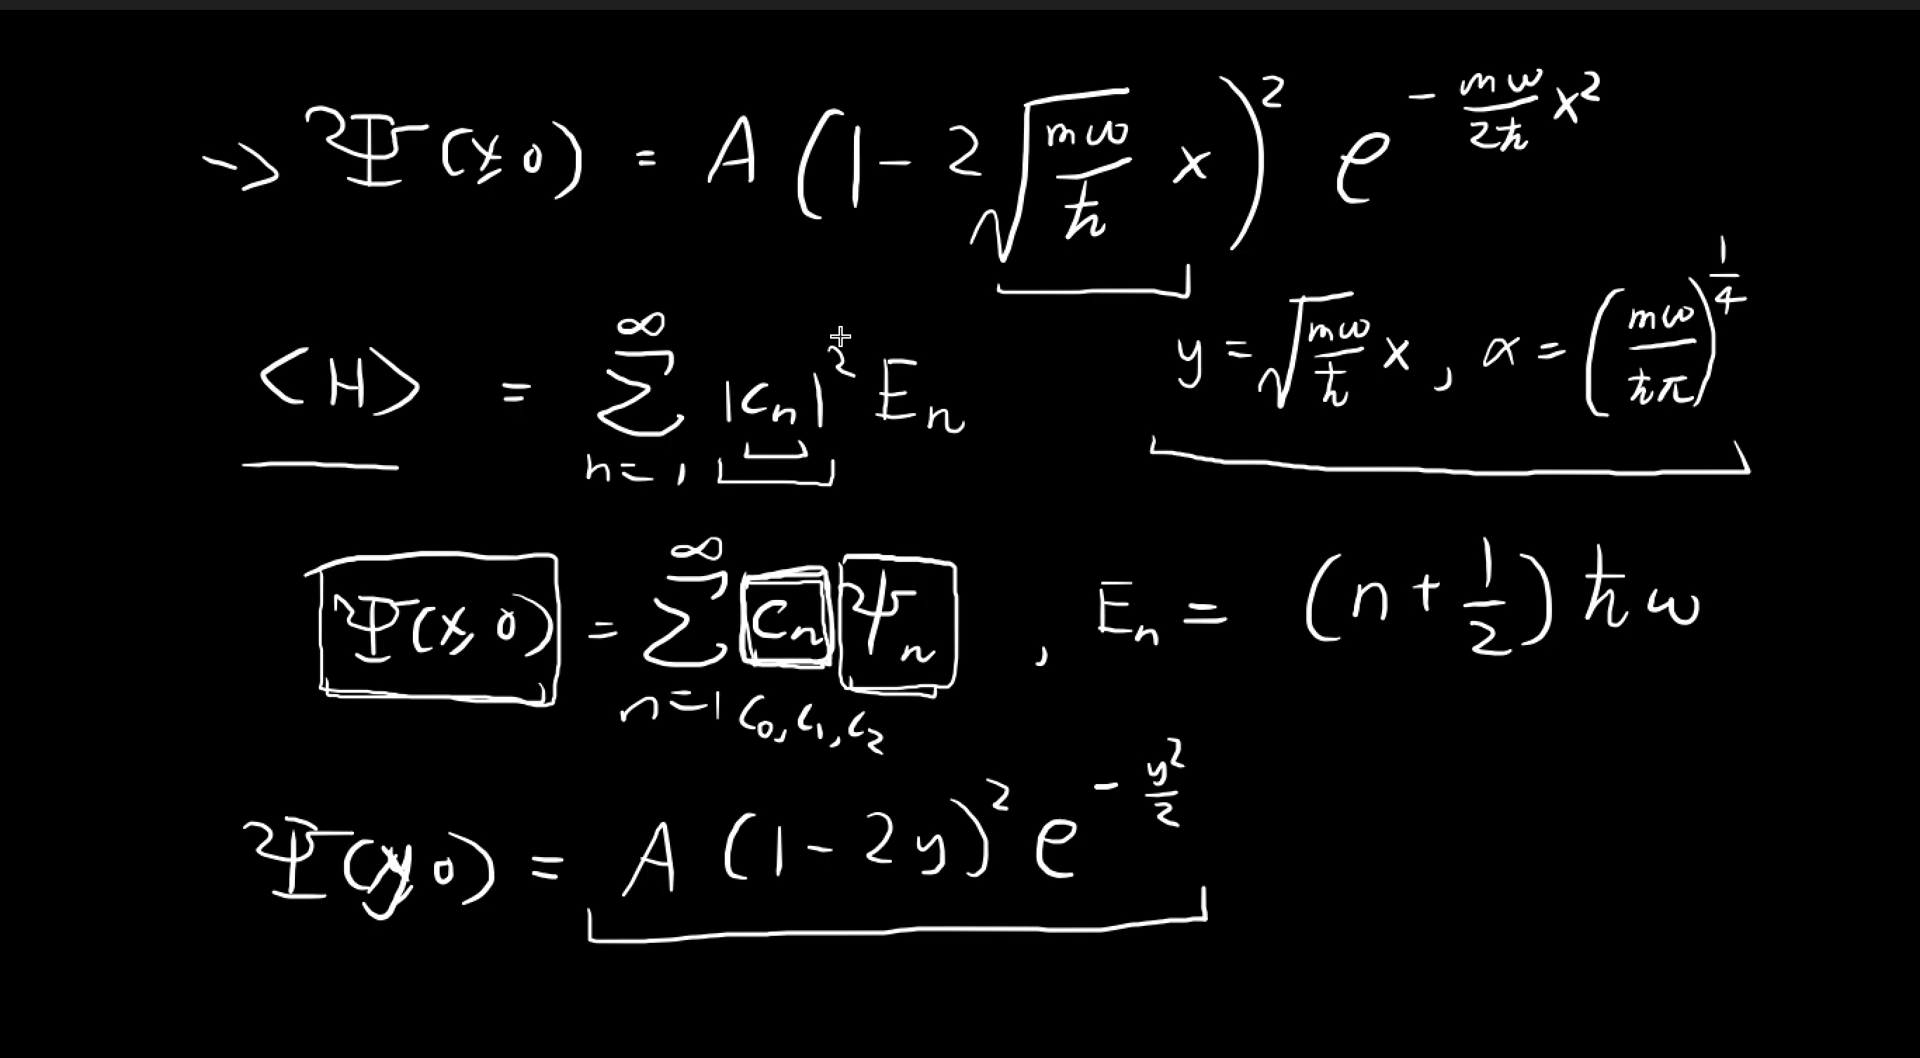 → Ψ(x, 0) = A (1 - 2 √(mω/ħ) x)² e^(-mω/2ħ x²)
<H> = Σ_{n=1}^{∞} |c_n|² E_n
y = √(mω/ħ) x, α = (mω/ħπ)^(1/4)
Ψ(x, 0) = Σ_{n=1}^{∞} c_n ψ_n , E_n = (n + 1/2) ħω
c_0, c_1, c_2
Ψ(y, 0) = A (1 - 2y)² e^(-y²/2)